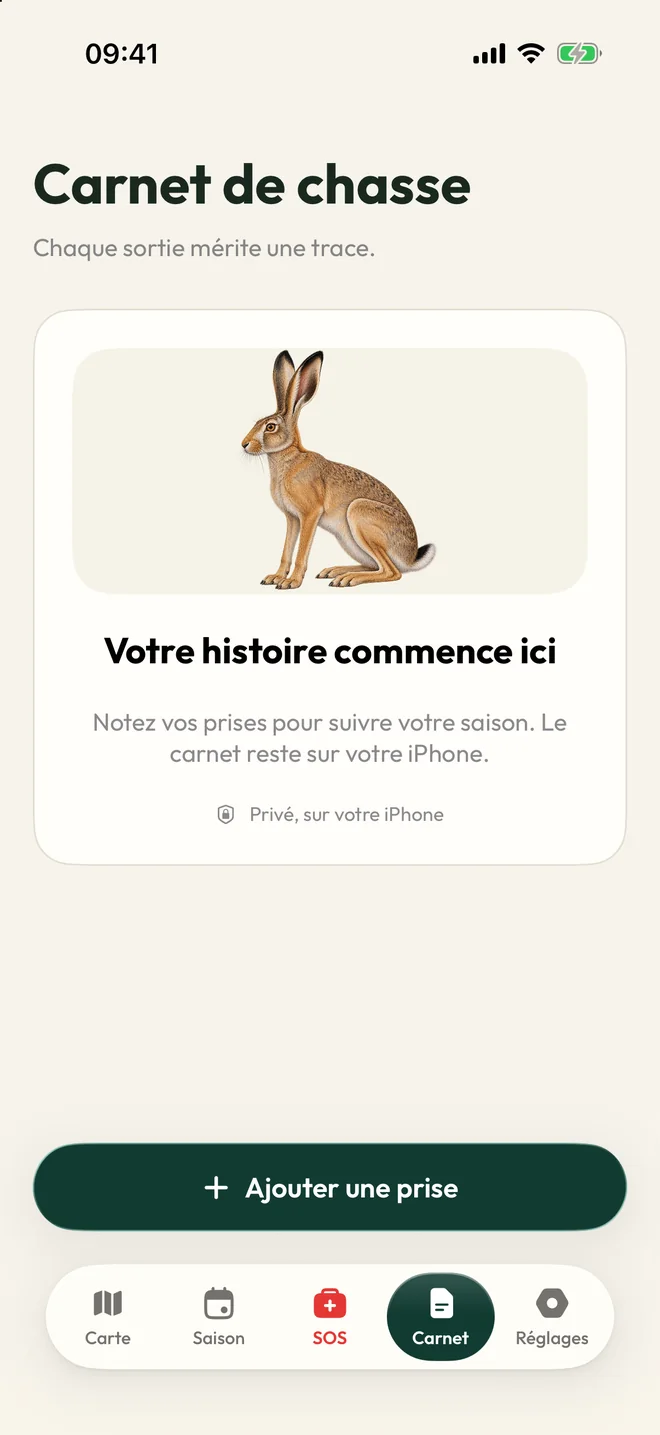 09:41
Carnet de chasse
Chaque sortie mérite une trace.
Votre histoire commence ici
Notez vos prises pour suivre votre saison. Le
carnet reste sur votre iPhone.
Privé, sur votre iPhone
Ajouter une prise
Carte
Saison
SOS
Carnet
Réglages